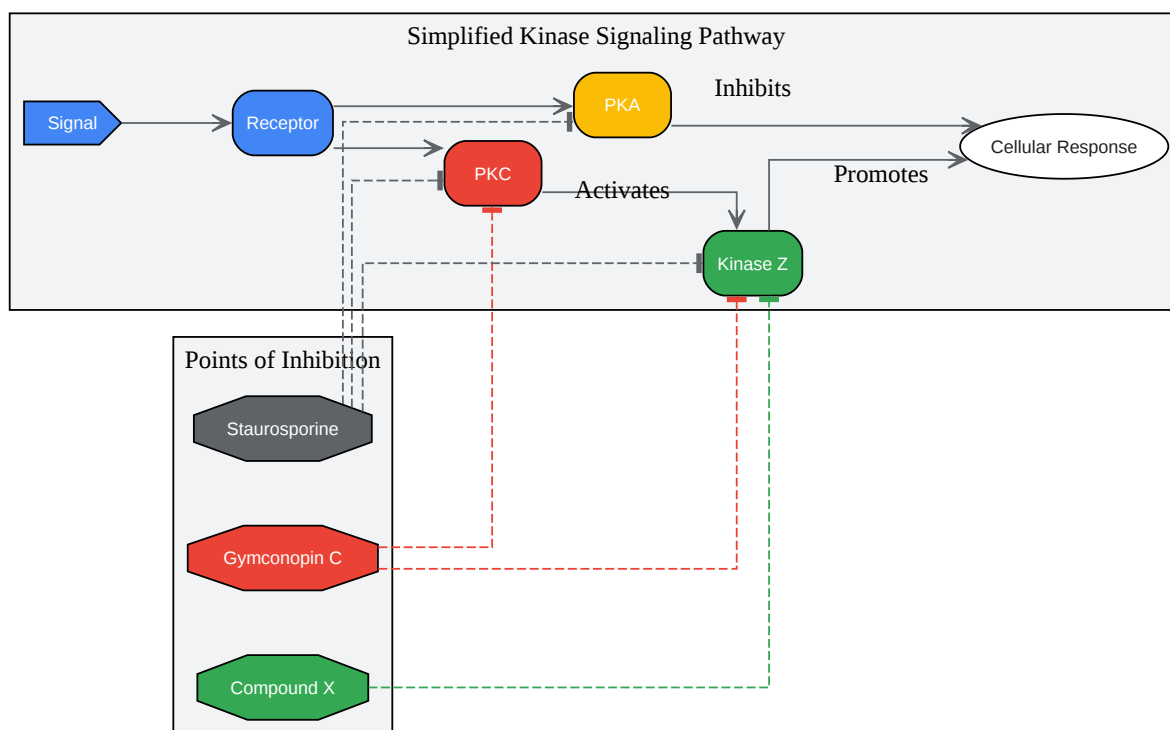 Simplified Kinase Signaling Pathway
Inhibits
PKA
Signal
Receptor
Cellular Response
PKC
Promotes
Activates
Kinase Z
Points of Inhibition
Staurosporine
Gymconopin C
Compound X